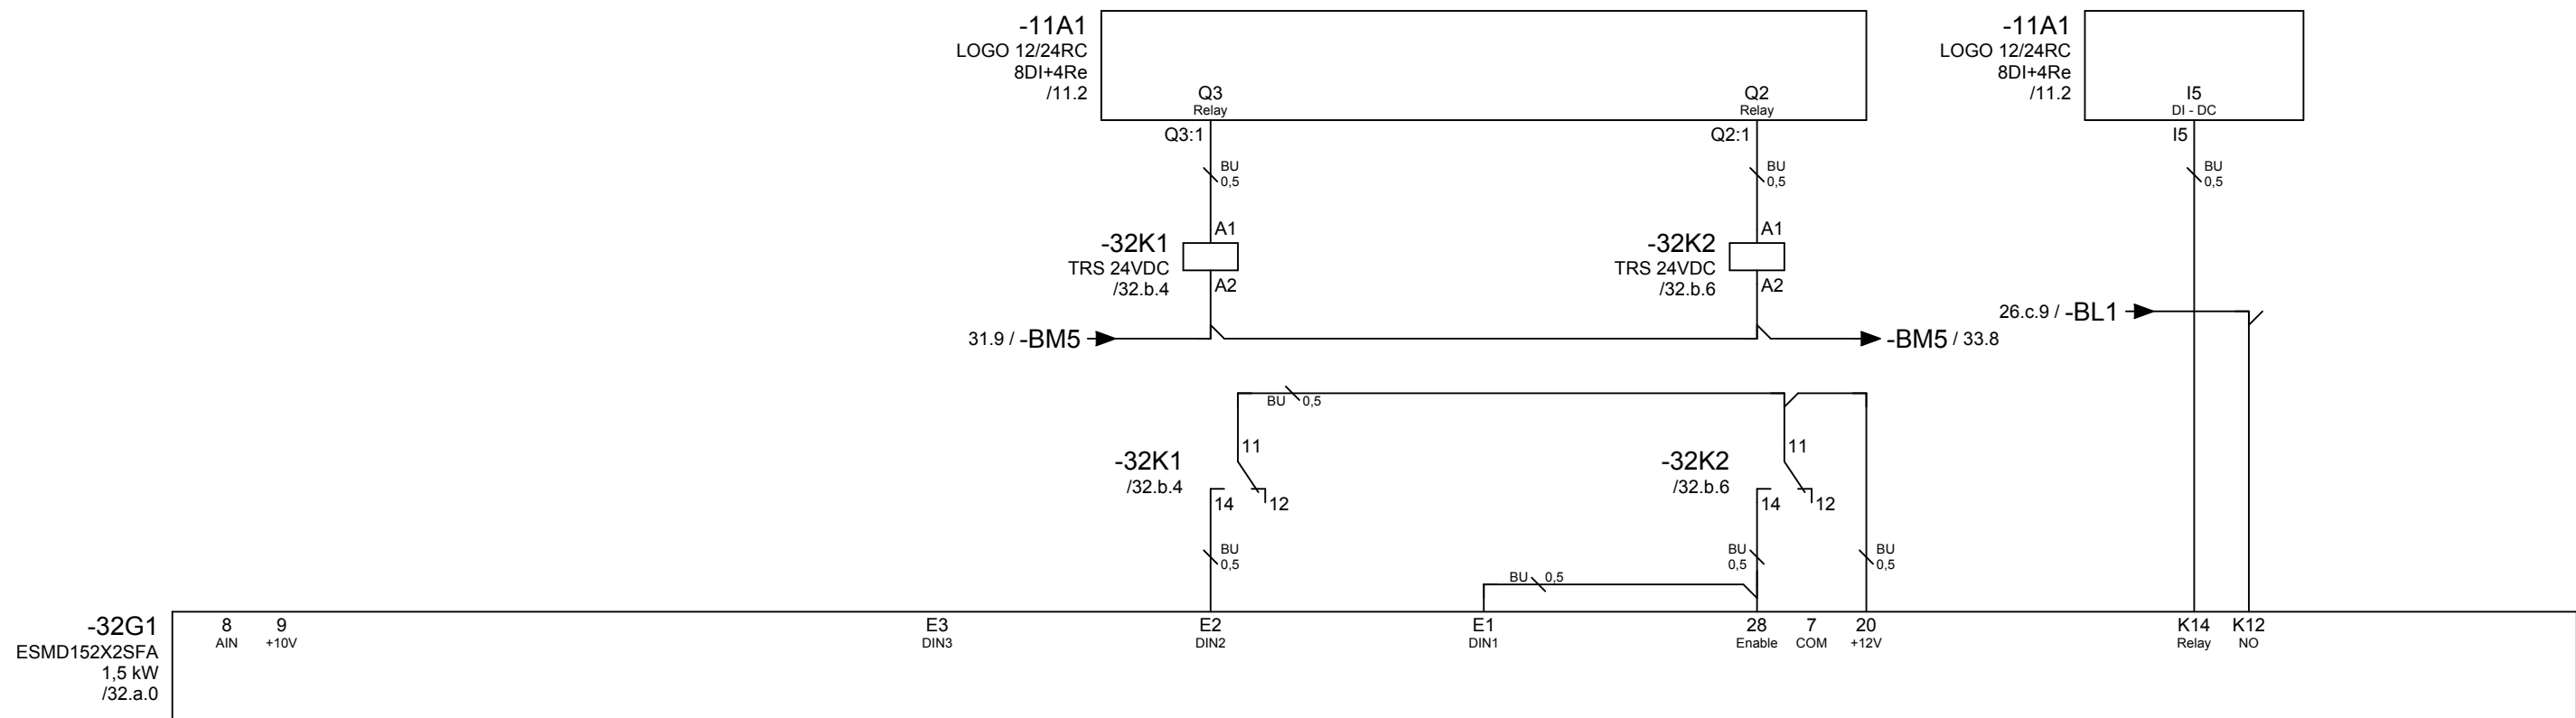 -11A1
LOGO 12/24RC
8DI+4Re
/11.2
Q3
Relay
Q3:1
Q2
Relay
Q2:1
-11A1
LOGO 12/24RC
8DI+4Re
/11.2
I5
DI - DC
I5
BU
0,5
BU
0,5
BU
0,5
-32K1
TRS 24VDC
/32.b.4
A1
A2
-32K2
TRS 24VDC
/32.b.6
A1
A2
31.9 / -BM5
-BM5 / 33.8
26.c.9 / -BL1
BU 0,5
-32K1
/32.b.4
11
14
12
-32K2
/32.b.6
11
14
12
BU
0,5
BU 0,5
BU
0,5
BU
0,5
-32G1
ESMD152X2SFA
1,5 kW
/32.a.0
8
AIN
9
+10V
E3
DIN3
E2
DIN2
E1
DIN1
28
Enable
7
COM
20
+12V
K14
Relay
K12
NO